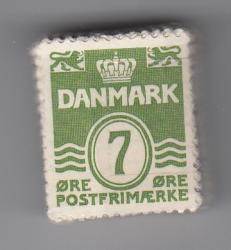 DANMARK
7
ØRE ØRE
POSTFRIMÆRKE